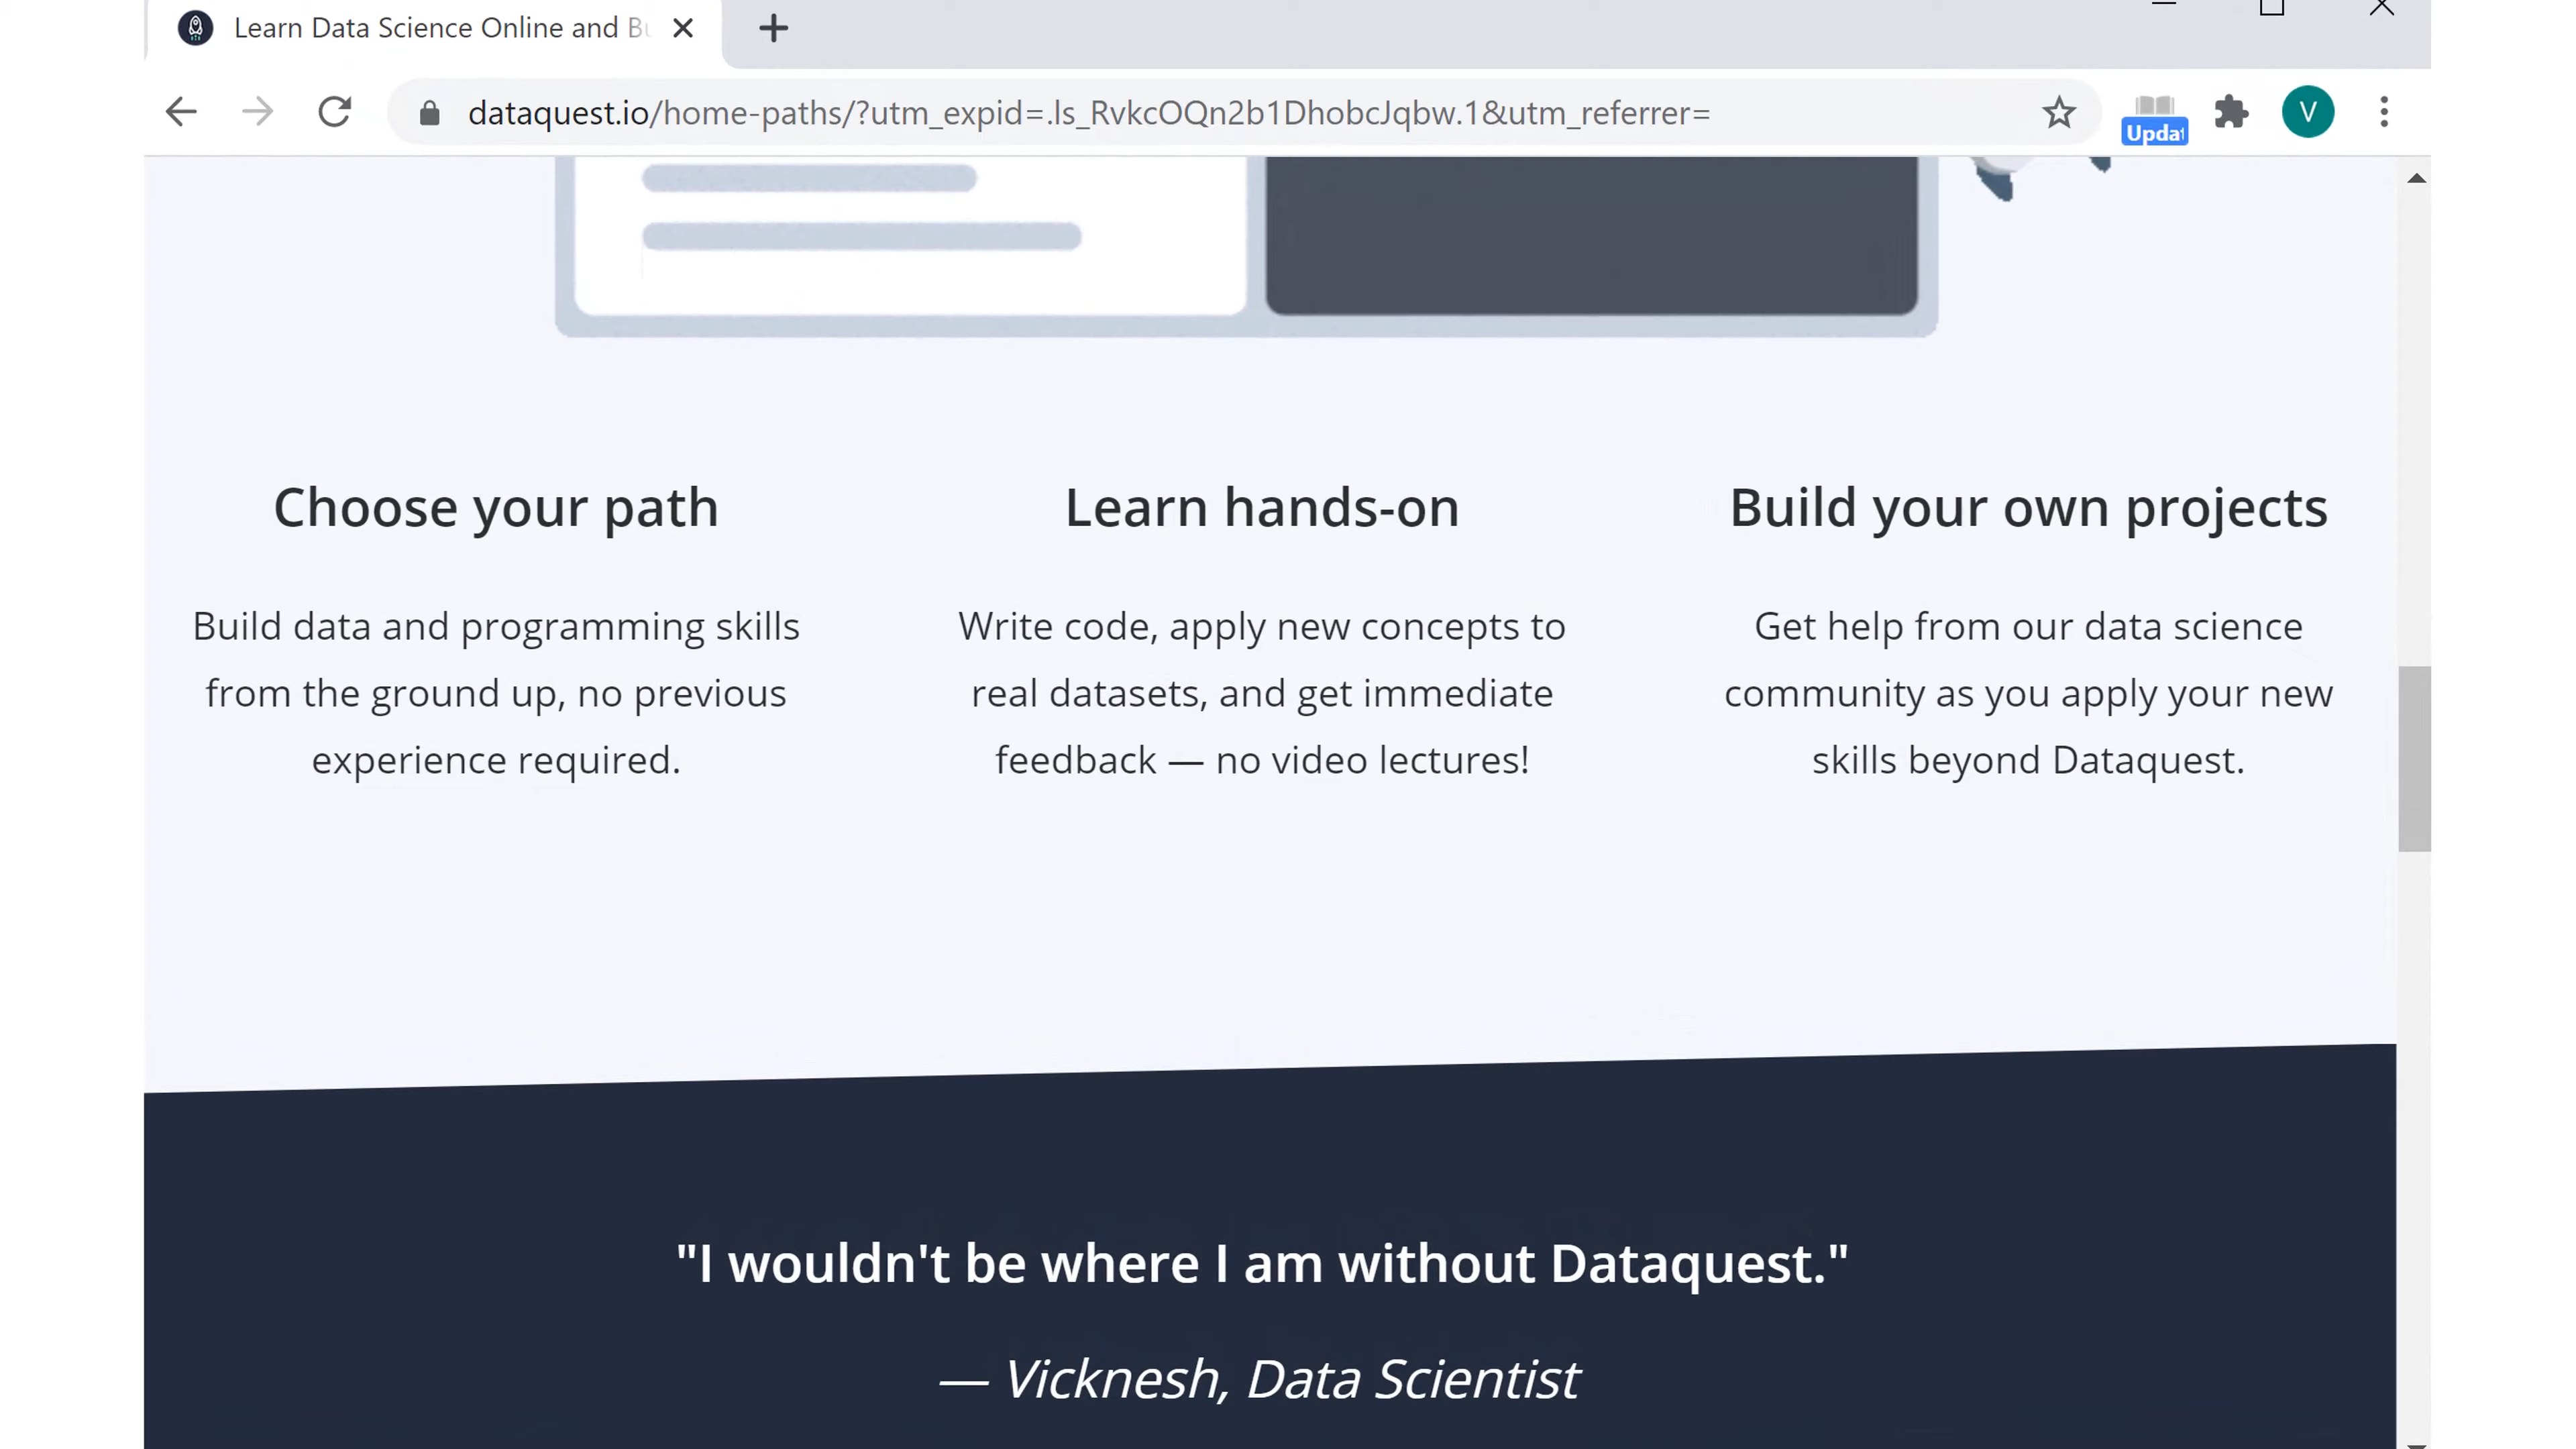 Learn Data Science Online and Bu
dataquest.io/home-paths/?utm_expid=.ls_RvkcOQn2b1DhobcJqbw.1&utm_referrer=
Updat
V
Choose your path
Build data and programming skills
from the ground up, no previous
experience required.
Learn hands-on
Write code, apply new concepts to
real datasets, and get immediate
feedback — no video lectures!
Build your own projects
Get help from our data science
community as you apply your new
skills beyond Dataquest.
"I wouldn't be where I am without Dataquest."
— Vicknesh, Data Scientist